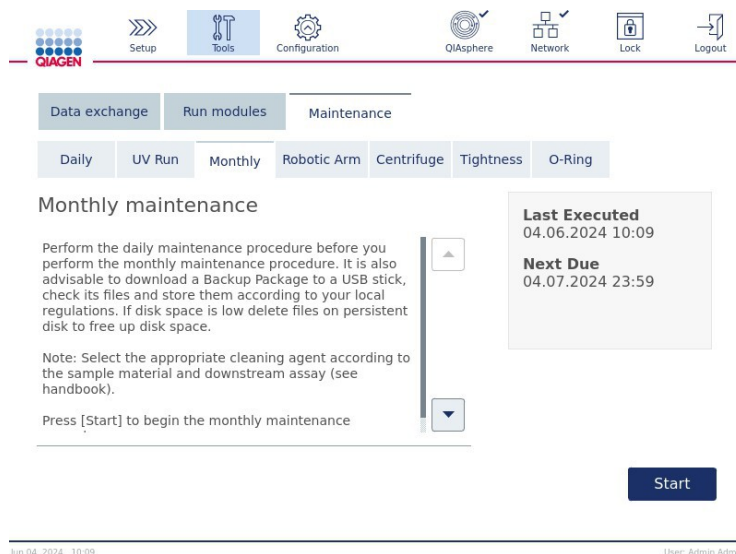 Setup
Tools
Configuration
QIAsphere
Network
Lock
Logout
QIAGEN
Data exchange
Run modules
Maintenance
Daily
UV Run
Monthly
Robotic Arm
Centrifuge
Tightness
O-Ring
Monthly maintenance
Perform the daily maintenance procedure before you
perform the monthly maintenance procedure. It is also
advisable to download a Backup Package to a USB stick,
check its files and store them according to your local
regulations. If disk space is low delete files on persistent
disk to free up disk space.
Note: Select the appropriate cleaning agent according to
the sample material and downstream assay (see
handbook).
Press [Start] to begin the monthly maintenance
Last Executed
04.06.2024 10:09
Next Due
04.07.2024 23:59
Start
Jun 04, 2024 10:09
User: Admin Adm